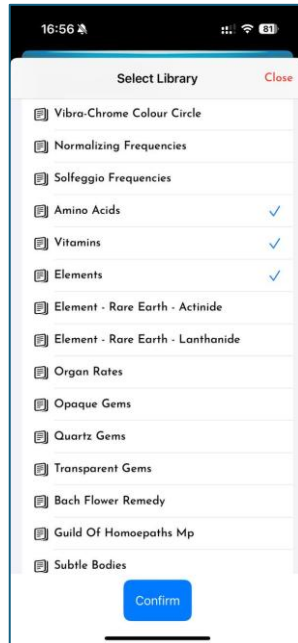 16:56
81
Select Library
Close
Vibra-Chrome Colour Circle
Normalizing Frequencies
Solfeggio Frequencies
Amino Acids
Vitamins
Elements
Element - Rare Earth - Actinide
Element - Rare Earth - Lanthanide
Organ Rates
Opaque Gems
Quartz Gems
Transparent Gems
Bach Flower Remedy
Guild Of Homoepaths Mp
Subtle Bodies
Confirm